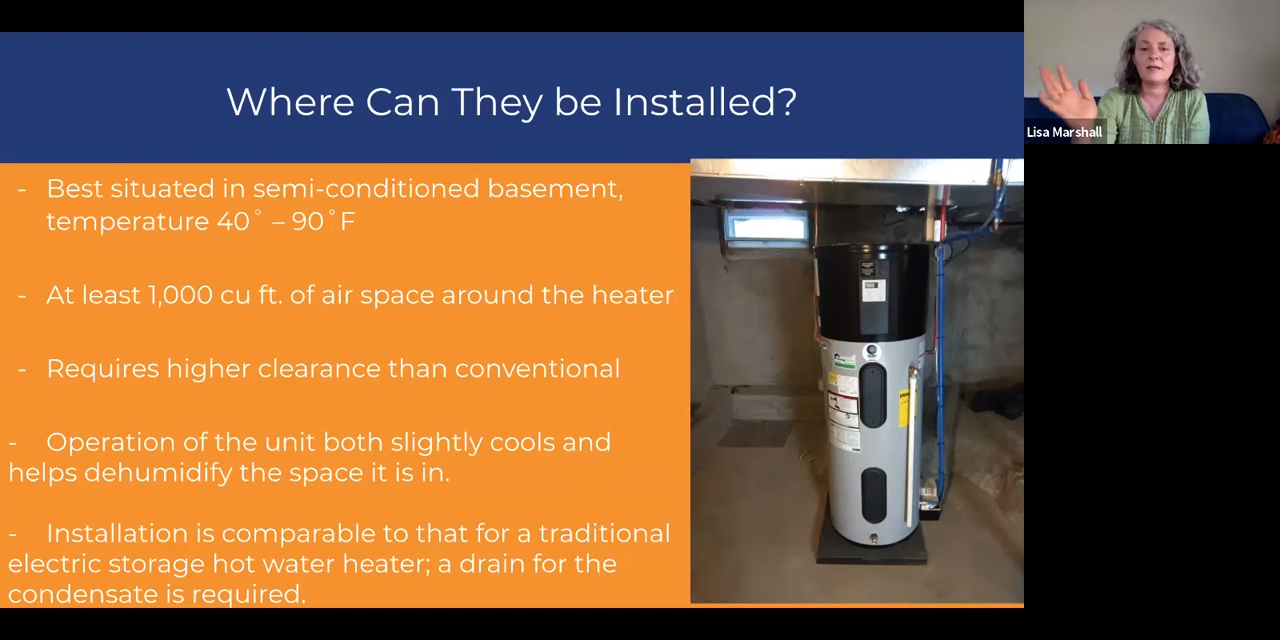 Where Can They be Installed?
- Best situated in semi-conditioned basement,
temperature 40˚ – 90˚F
- At least 1,000 cu ft. of air space around the heater
- Requires higher clearance than conventional
- Operation of the unit both slightly cools and
helps dehumidify the space it is in.
- Installation is comparable to that for a traditional
electric storage hot water heater; a drain for the
condensate is required.
Lisa Marshall